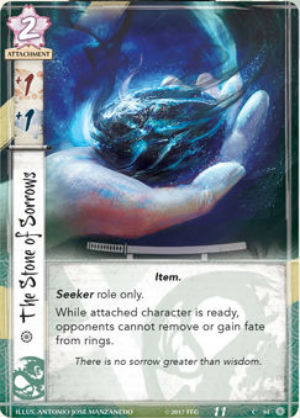 2
ATTACHMENT
+1
+1
The Stone of Sorrows
Item.
Seeker role only.
While attached character is ready,
opponents cannot remove or gain fate
from rings.
There is no sorrow greater than wisdom.
ILLUS. ANTONIO JOSÉ MANZANEDO
© 2017 FFG
11
C